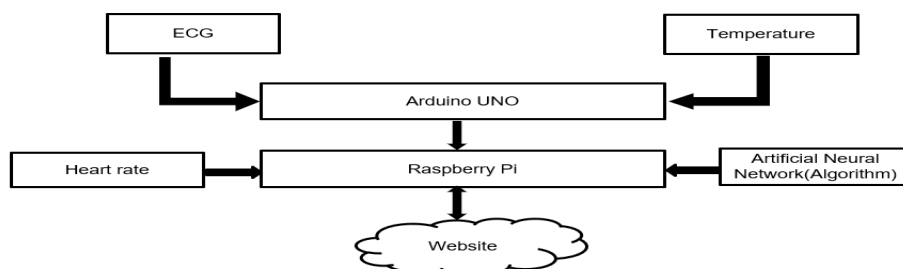 ECG
Temperature
Arduino UNO
Heart rate
Raspberry Pi
Artificial Neural
Network(Algorithm)
Website